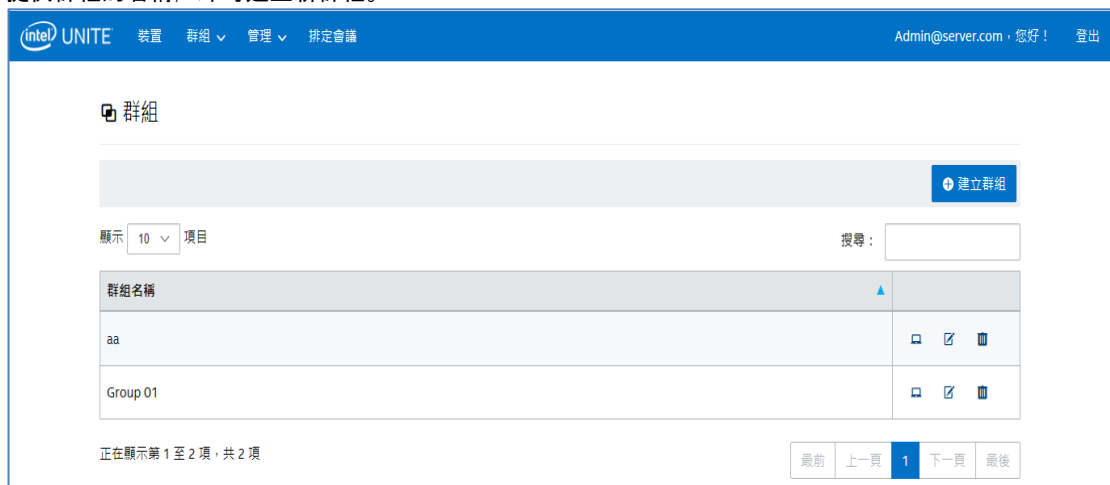 intel UNITE 裝置 群組 管理 排定會議 Admin@server.com，您好！ 登出
群組
建立群組
顯示 10 項目 搜尋：
群組名稱
aa
Group 01
正在顯示第 1 至 2 項，共 2 項 最前 上一頁 1 下一頁 最後